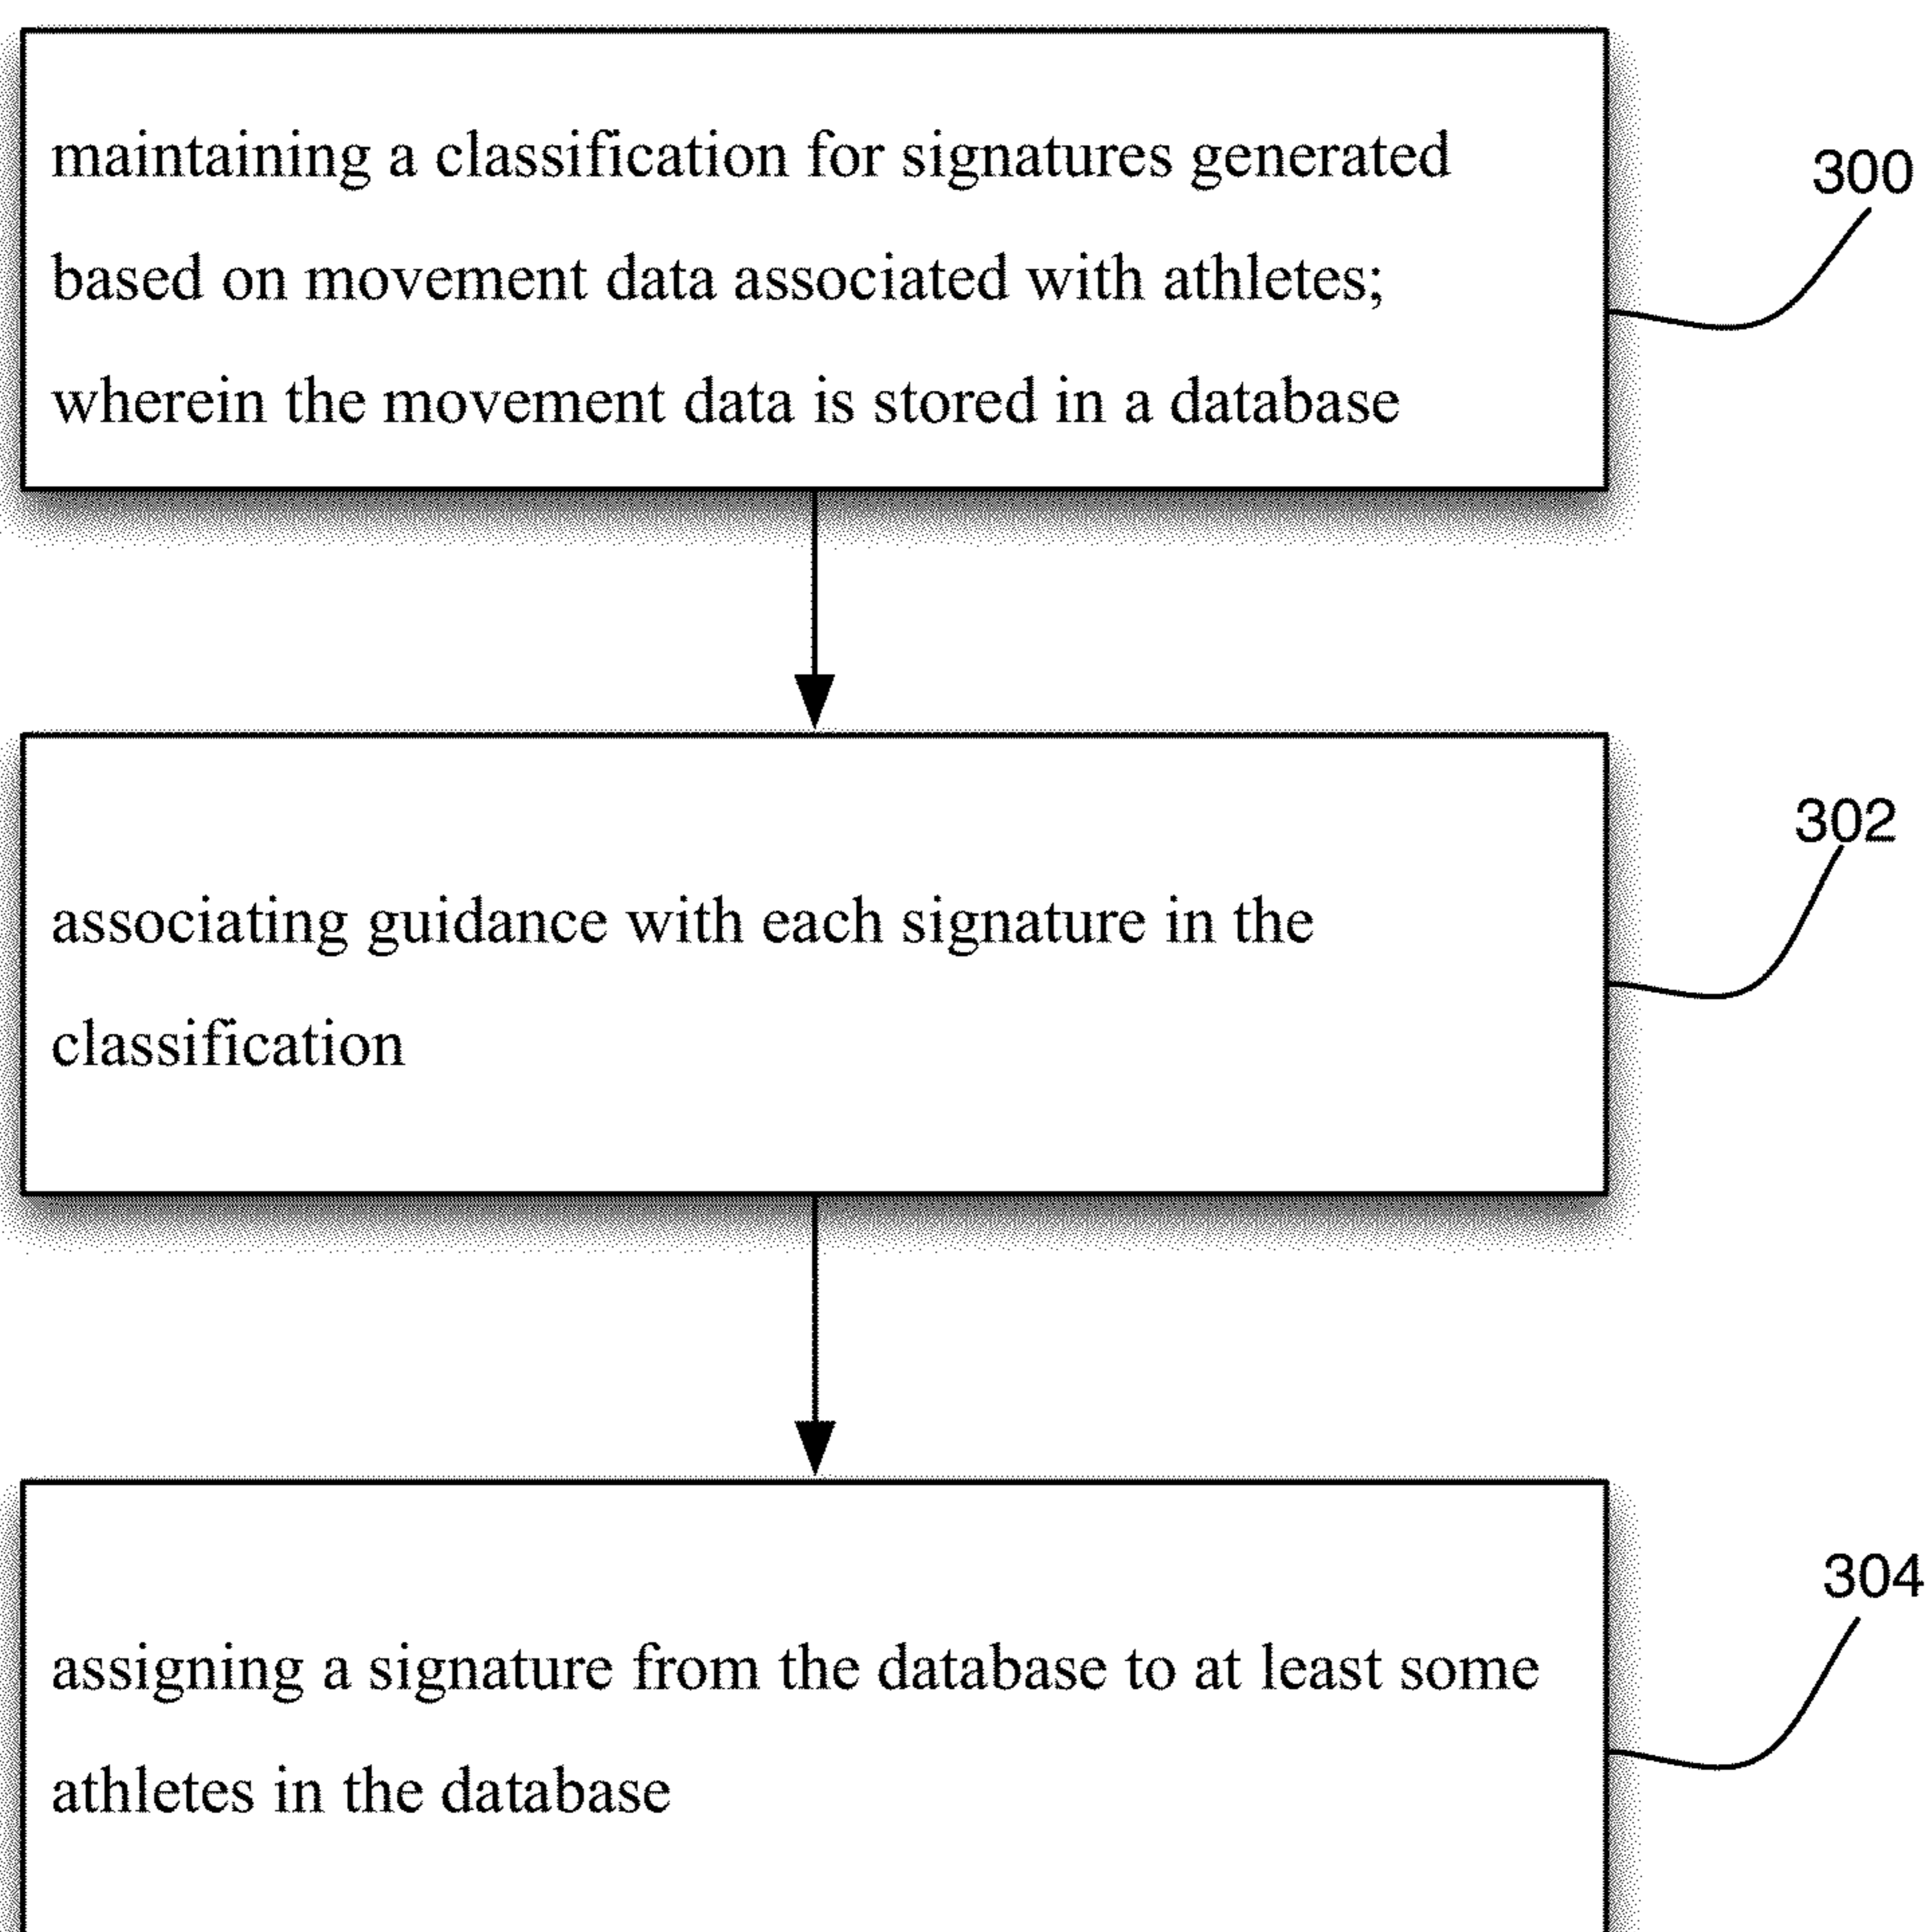 maintaining a classification for signatures generated
300
based on movement data associated with athletes;
wherein the movement data is stored in a database
302
associating guidance with each signature in the
classification
304
assigning a signature from the database to at least some
athletes in the database